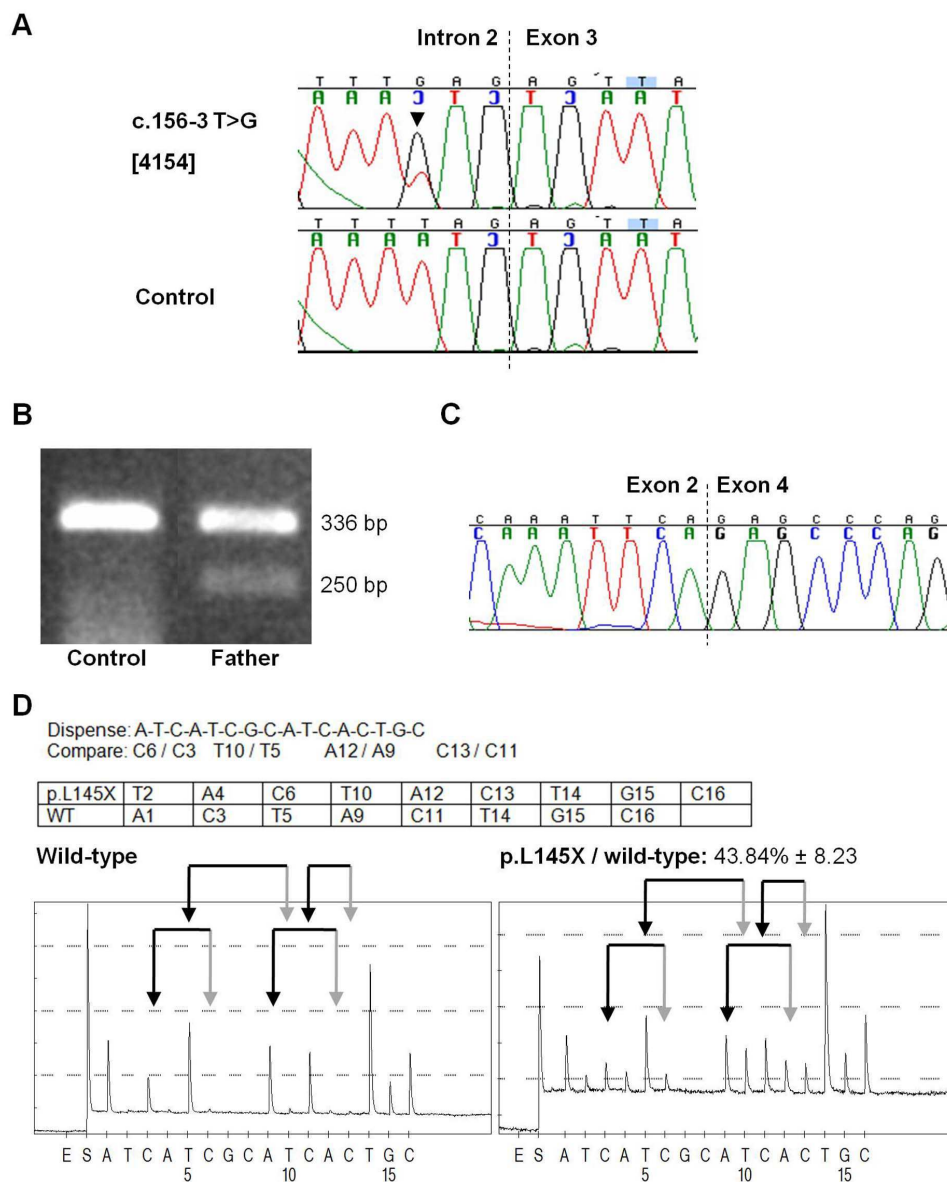 A
Intron 2 Exon 3
T T T G A G A G T T A
A A A C T C T C A A T
c.156-3 T>G
[4154]
T T T T A G A G T T A
A A A A T C T C A A T
Control
B
336 bp
250 bp
Control Father
C
Exon 2 Exon 4
C A A A T T C A G A G C C C A G
C A A A T T C A G A G C C C A G
D
Dispense: A-T-C-A-T-C-G-C-A-T-C-A-C-T-G-C
Compare: C6 / C3 T10 / T5 A12 / A9 C13 / C11
p.L145X T2 A4 C6 T10 A12 C13 T14 G15 C16
WT A1 C3 T5 A9 C11 T14 G15 C16
Wild-type
E S A T C A T C G C A T C A C T G C
5 10 15
p.L145X / wild-type: 43.84% ± 8.23
E S A T C A T C G C A T C A C T G C
5 10 15